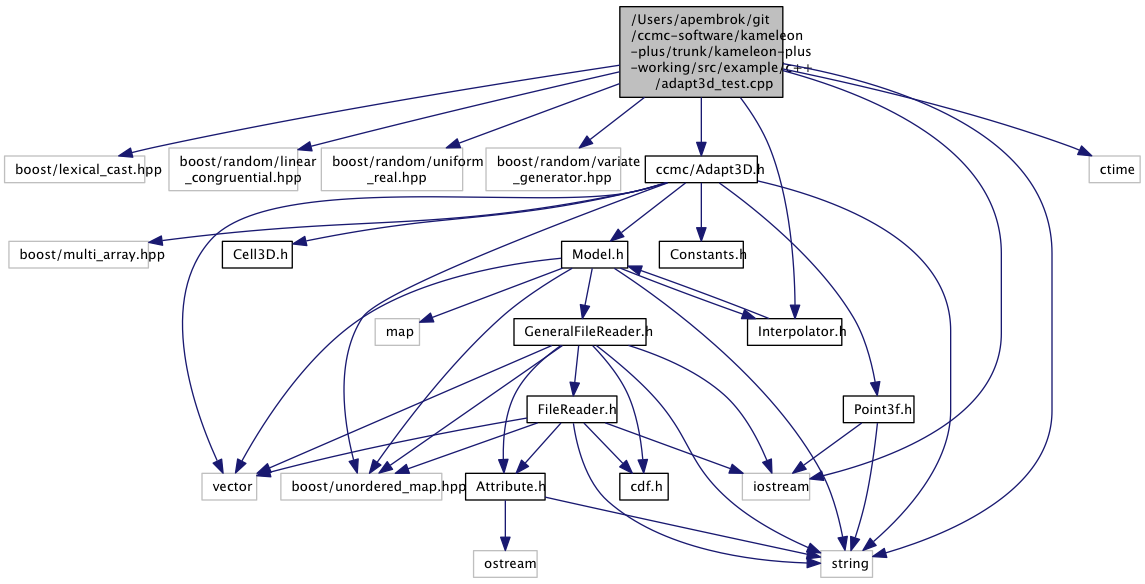 /Users/apembrok/git
/ccmc-software/kameleon
-plus/trunk/kameleon-plus
-working/src/example/c++
/adapt3d_test.cpp
boost/lexical_cast.hpp
boost/random/linear
_congruential.hpp
boost/random/uniform
_real.hpp
boost/random/variate
_generator.hpp
ccmc/Adapt3D.h
ctime
boost/multi_array.hpp
Cell3D.h
Model.h
Constants.h
map
GeneralFileReader.h
Interpolator.h
FileReader.h
Point3f.h
vector
boost/unordered_map.hpp
Attribute.h
cdf.h
iostream
ostream
string